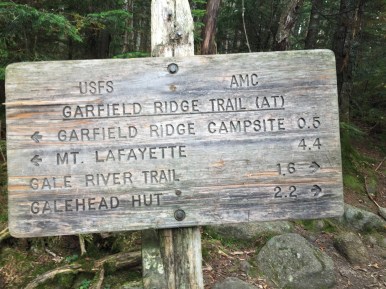 USFS AMC
GARFIELD RIDGE TRAIL (AT)
← GARFIELD RIDGE CAMPSITE 0.5
← MT. LAFAYETTE 4.4
GALE RIVER TRAIL 1.6 →
GALEHEAD HUT 2.2 →